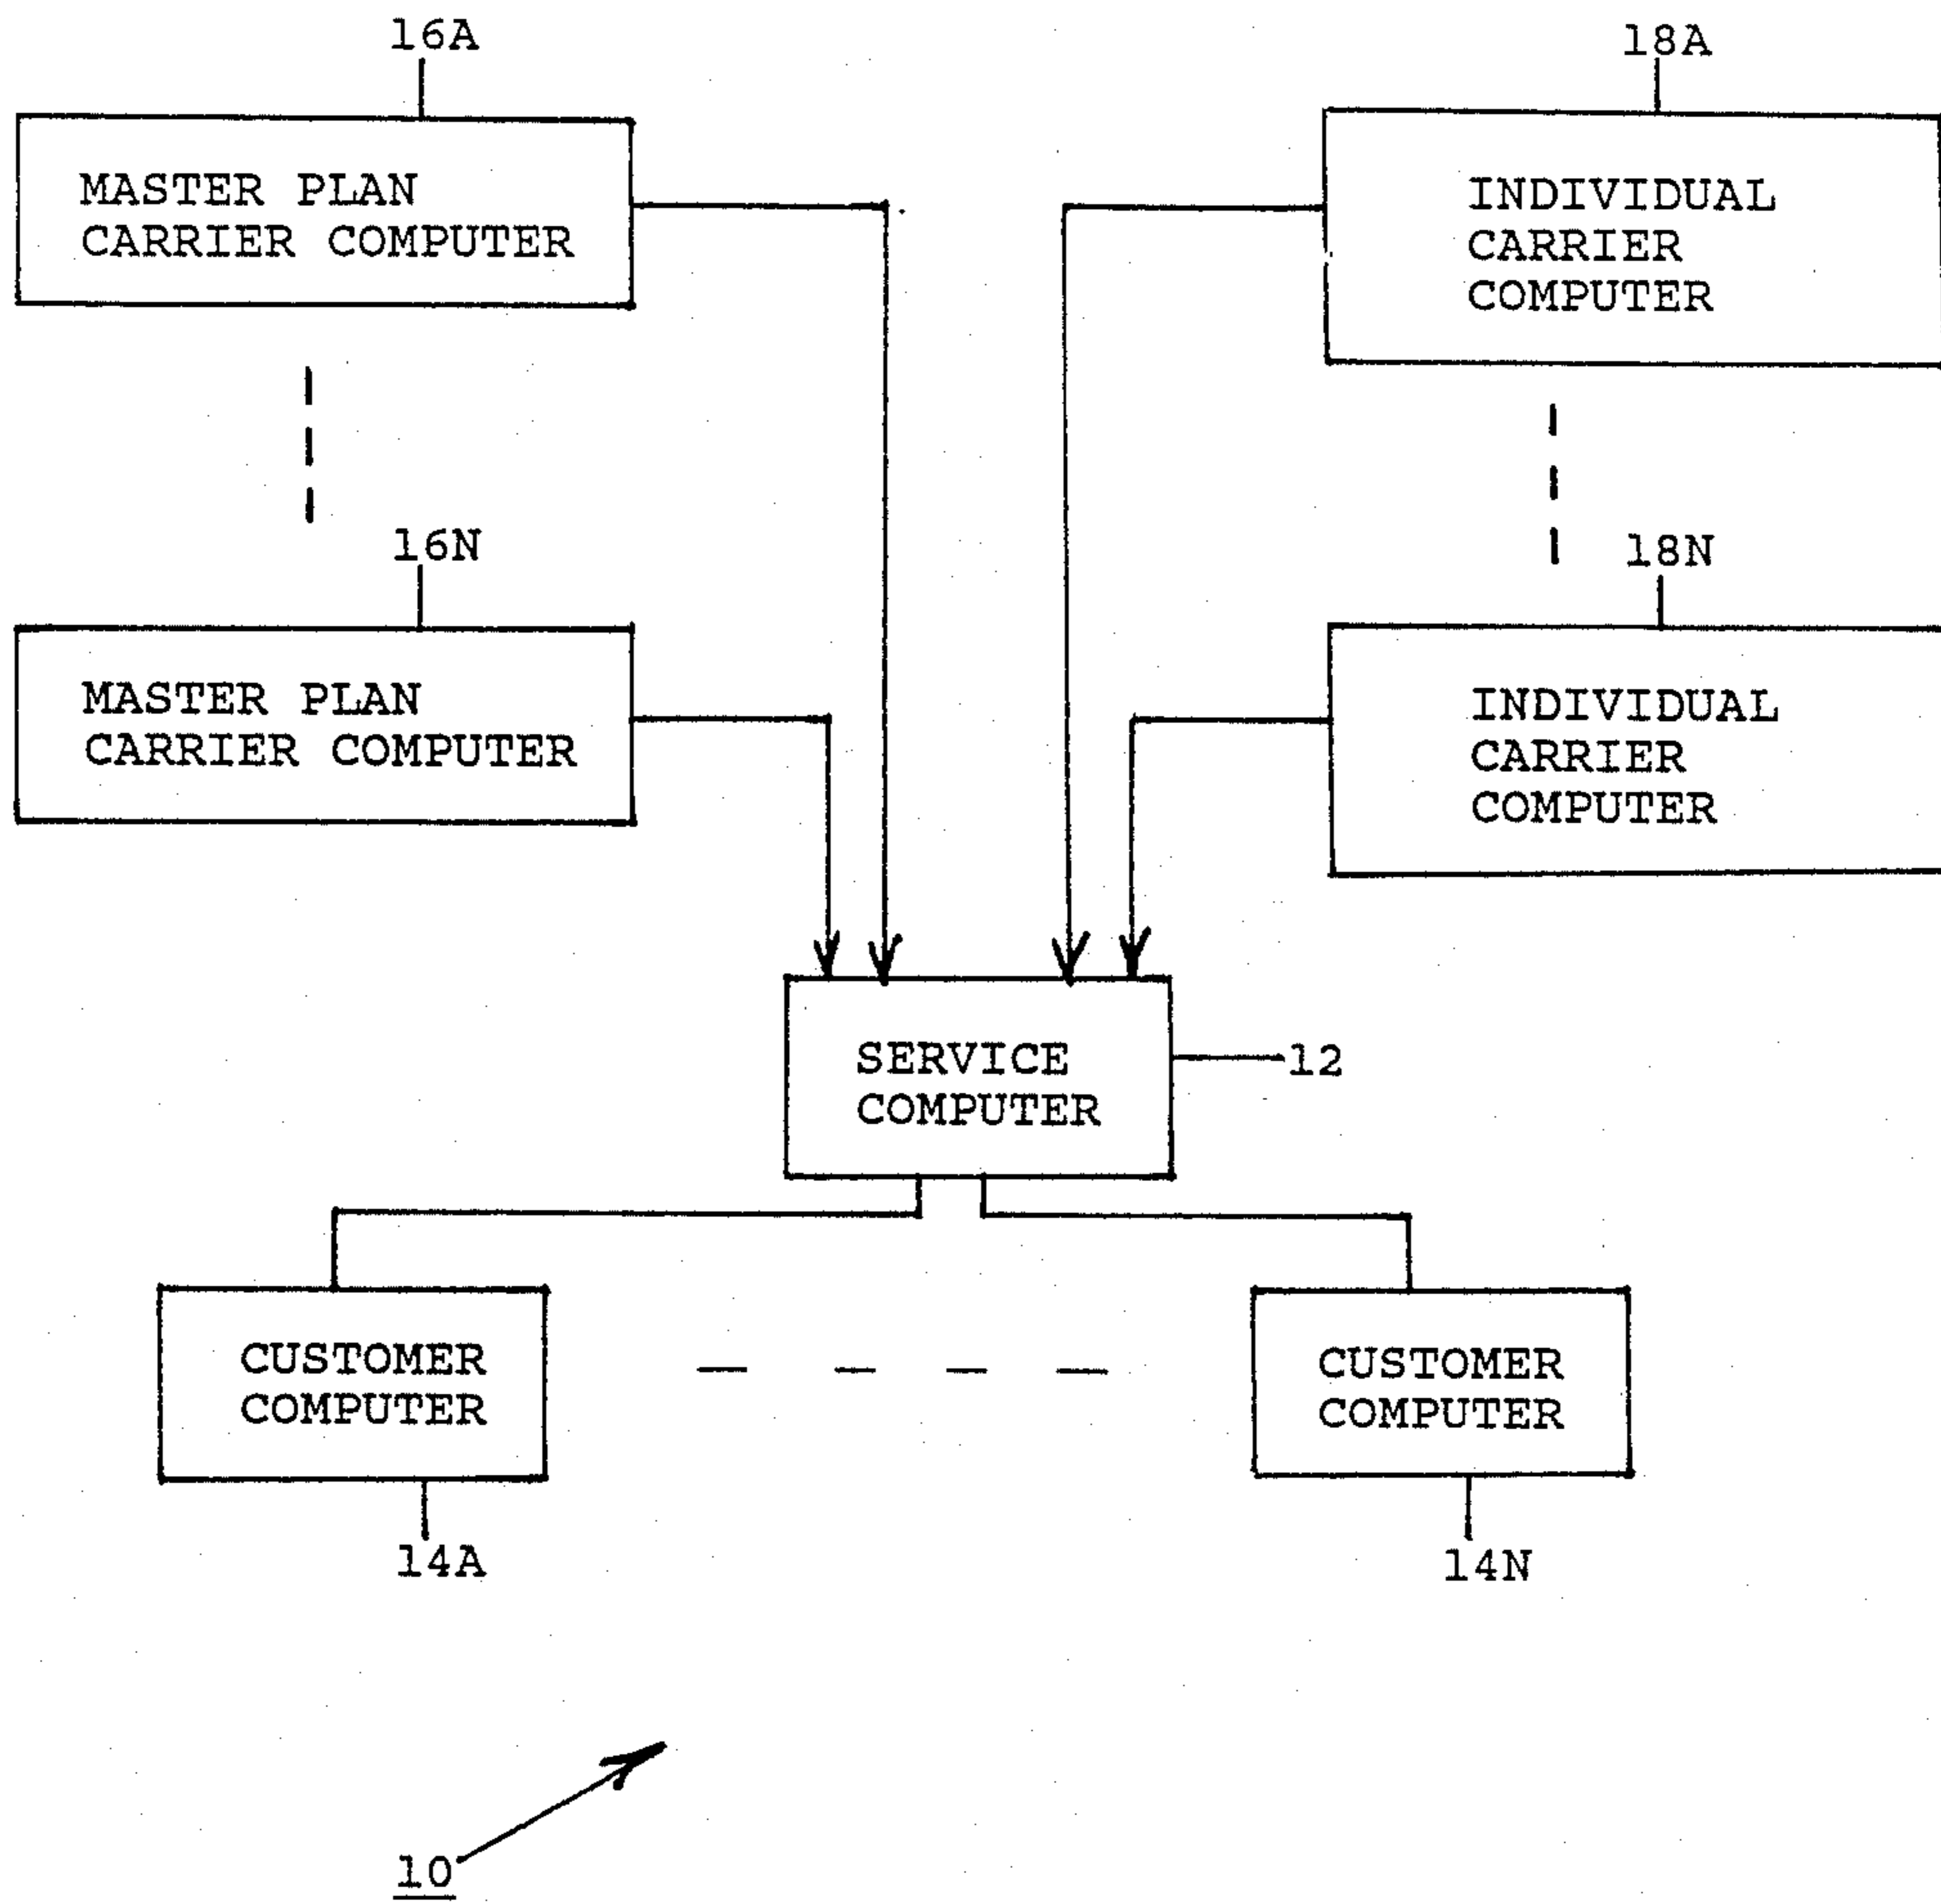 16A
18A
MASTER PLAN
CARRIER COMPUTER
INDIVIDUAL
CARRIER
COMPUTER
16N
18N
MASTER PLAN
CARRIER COMPUTER
INDIVIDUAL
CARRIER
COMPUTER
SERVICE
COMPUTER
12
CUSTOMER
COMPUTER
CUSTOMER
COMPUTER
14A
14N
10